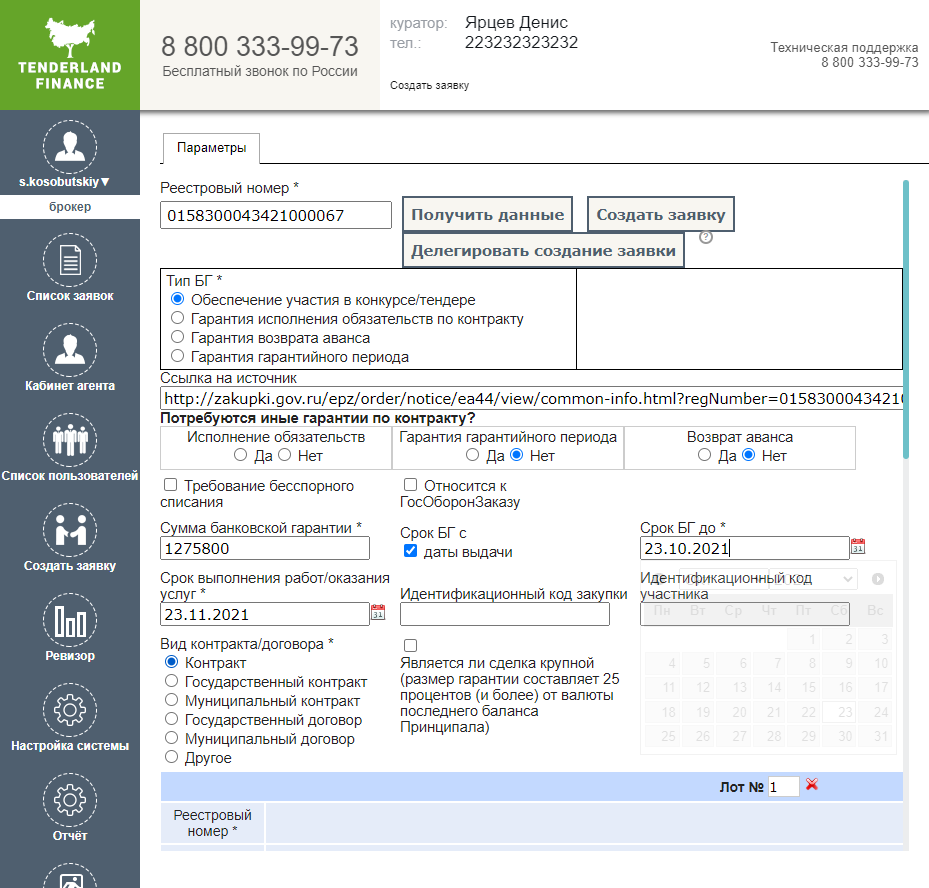 TENDERLAND
FINANCE
8 800 333-99-73
Бесплатный звонок по России
куратор: Ярцев Денис
тел.: 223232323232
Создать заявку
Техническая поддержка
8 800 333-99-73
s.kosobutskiy▼
брокер
Список заявок
Кабинет агента
Список пользователей
Создать заявку
Ревизор
Настройка системы
Отчёт
Параметры
Реестровый номер *
0158300043421000067
Получить данные
Создать заявку
Делегировать создание заявки
?
Тип БГ *
Обеспечение участия в конкурсе/тендере
Гарантия исполнения обязательств по контракту
Гарантия возврата аванса
Гарантия гарантийного периода
Ссылка на источник
http://zakupki.gov.ru/epz/order/notice/ea44/view/common-info.html?regNumber=01583000434210
Потребуются иные гарантии по контракту?
Исполнение обязательств
Да Нет
Гарантия гарантийного периода
Да Нет
Возврат аванса
Да Нет
Требование бесспорного
списания
Относится к
ГосОборонЗаказу
Сумма банковской гарантии *
1275800
Срок БГ с
даты выдачи
Срок БГ до *
23.10.2021
31
Срок выполнения работ/оказания
услуг *
23.11.2021
31
Идентификационный код закупки
Идентификационный код
участника
Пн Вт Ср Чт Пт Сб Вс
1 2 3
4 5 6 7 8 9 10
11 12 13 14 15 16 17
18 19 20 21 22 23 24
25 26 27 28 29 30 31
Вид контракта/договора *
Контракт
Государственный контракт
Муниципальный контракт
Государственный договор
Муниципальный договор
Другое
Является ли сделка крупной
(размер гарантии составляет 25
процентов (и более) от валюты
последнего баланса
Принципала)
Лот № 1
Реестровый
номер *